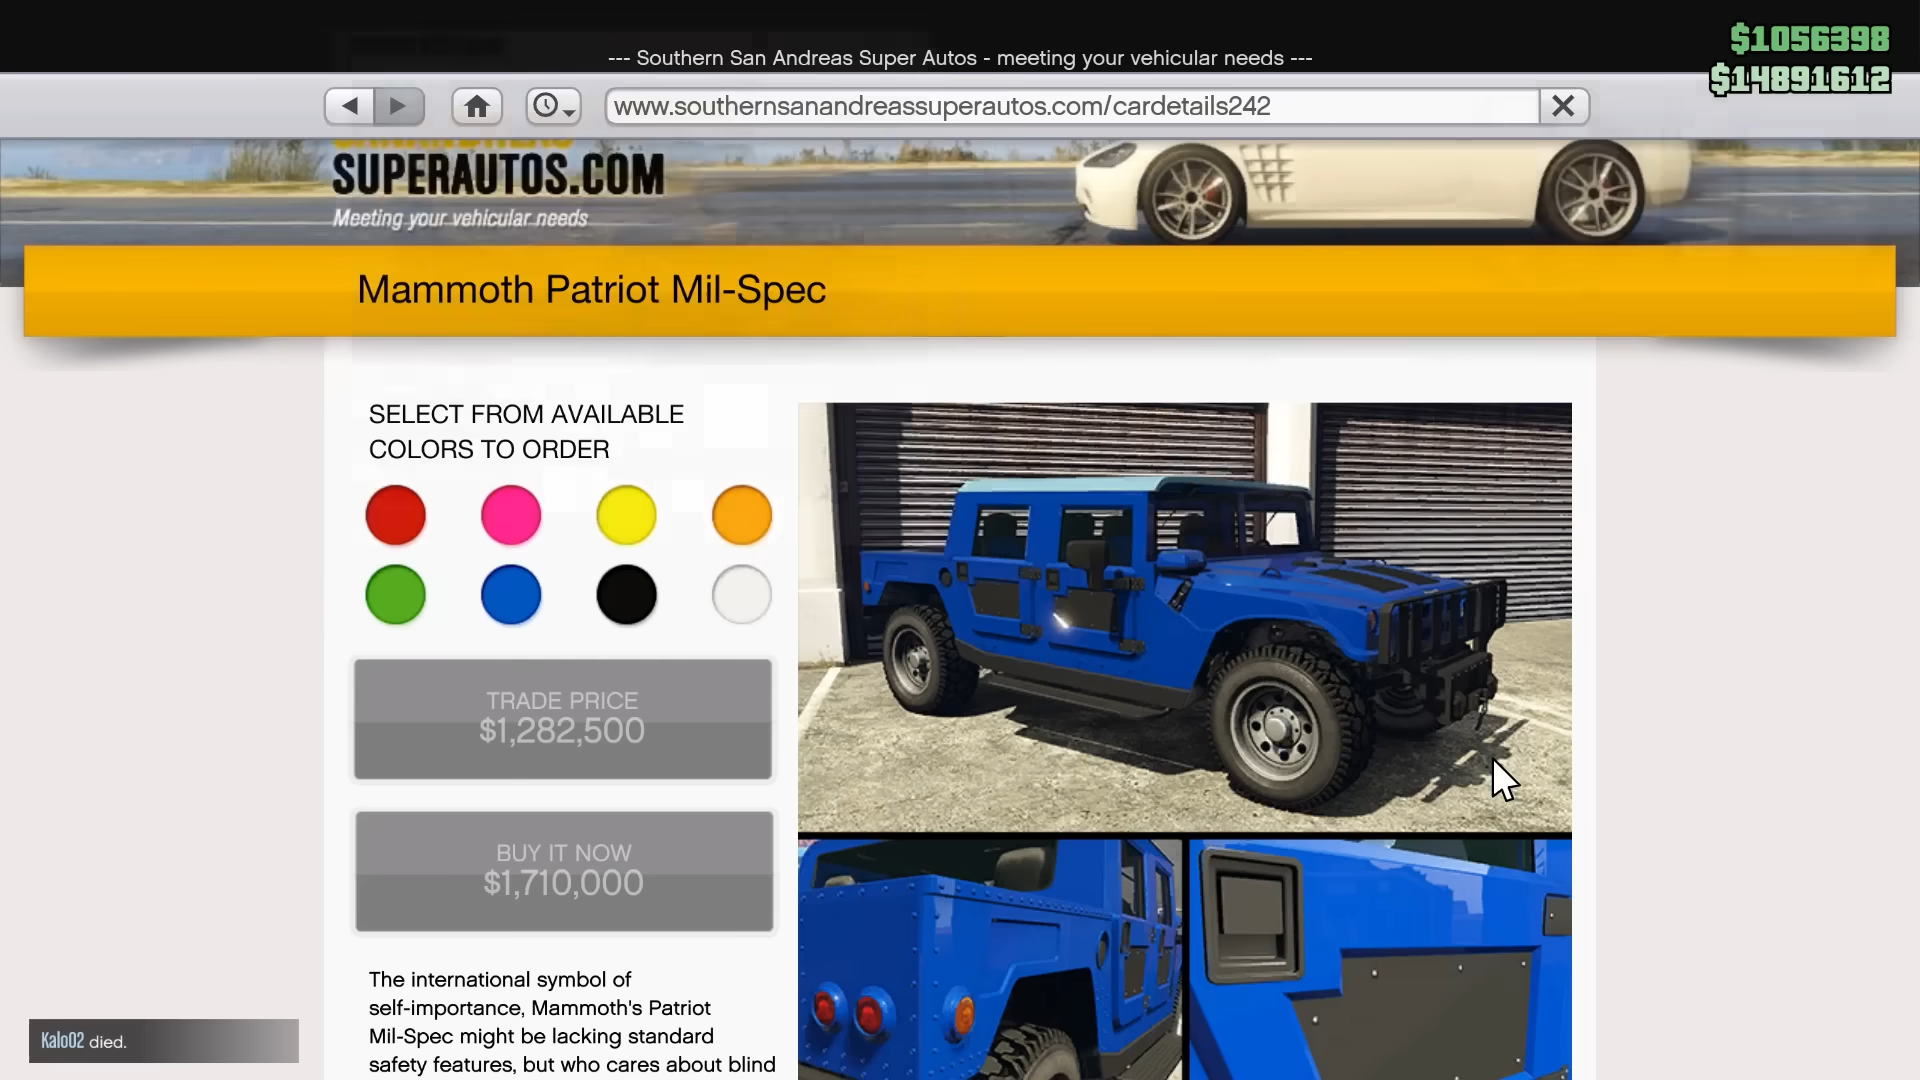 --- Southern San Andreas Super Autos - meeting your vehicular needs ---
$1056398
$14891612
www.southernsanandreassuperautos.com/cardetails242
SUPERAUTOS.COM
Meeting your vehicular needs
Mammoth Patriot Mil-Spec
SELECT FROM AVAILABLE
COLORS TO ORDER
TRADE PRICE
$1,282,500
BUY IT NOW
$1,710,000
The international symbol of
self-importance, Mammoth's Patriot
Mil-Spec might be lacking standard
safety features, but who cares about blind
Kalo02 died.